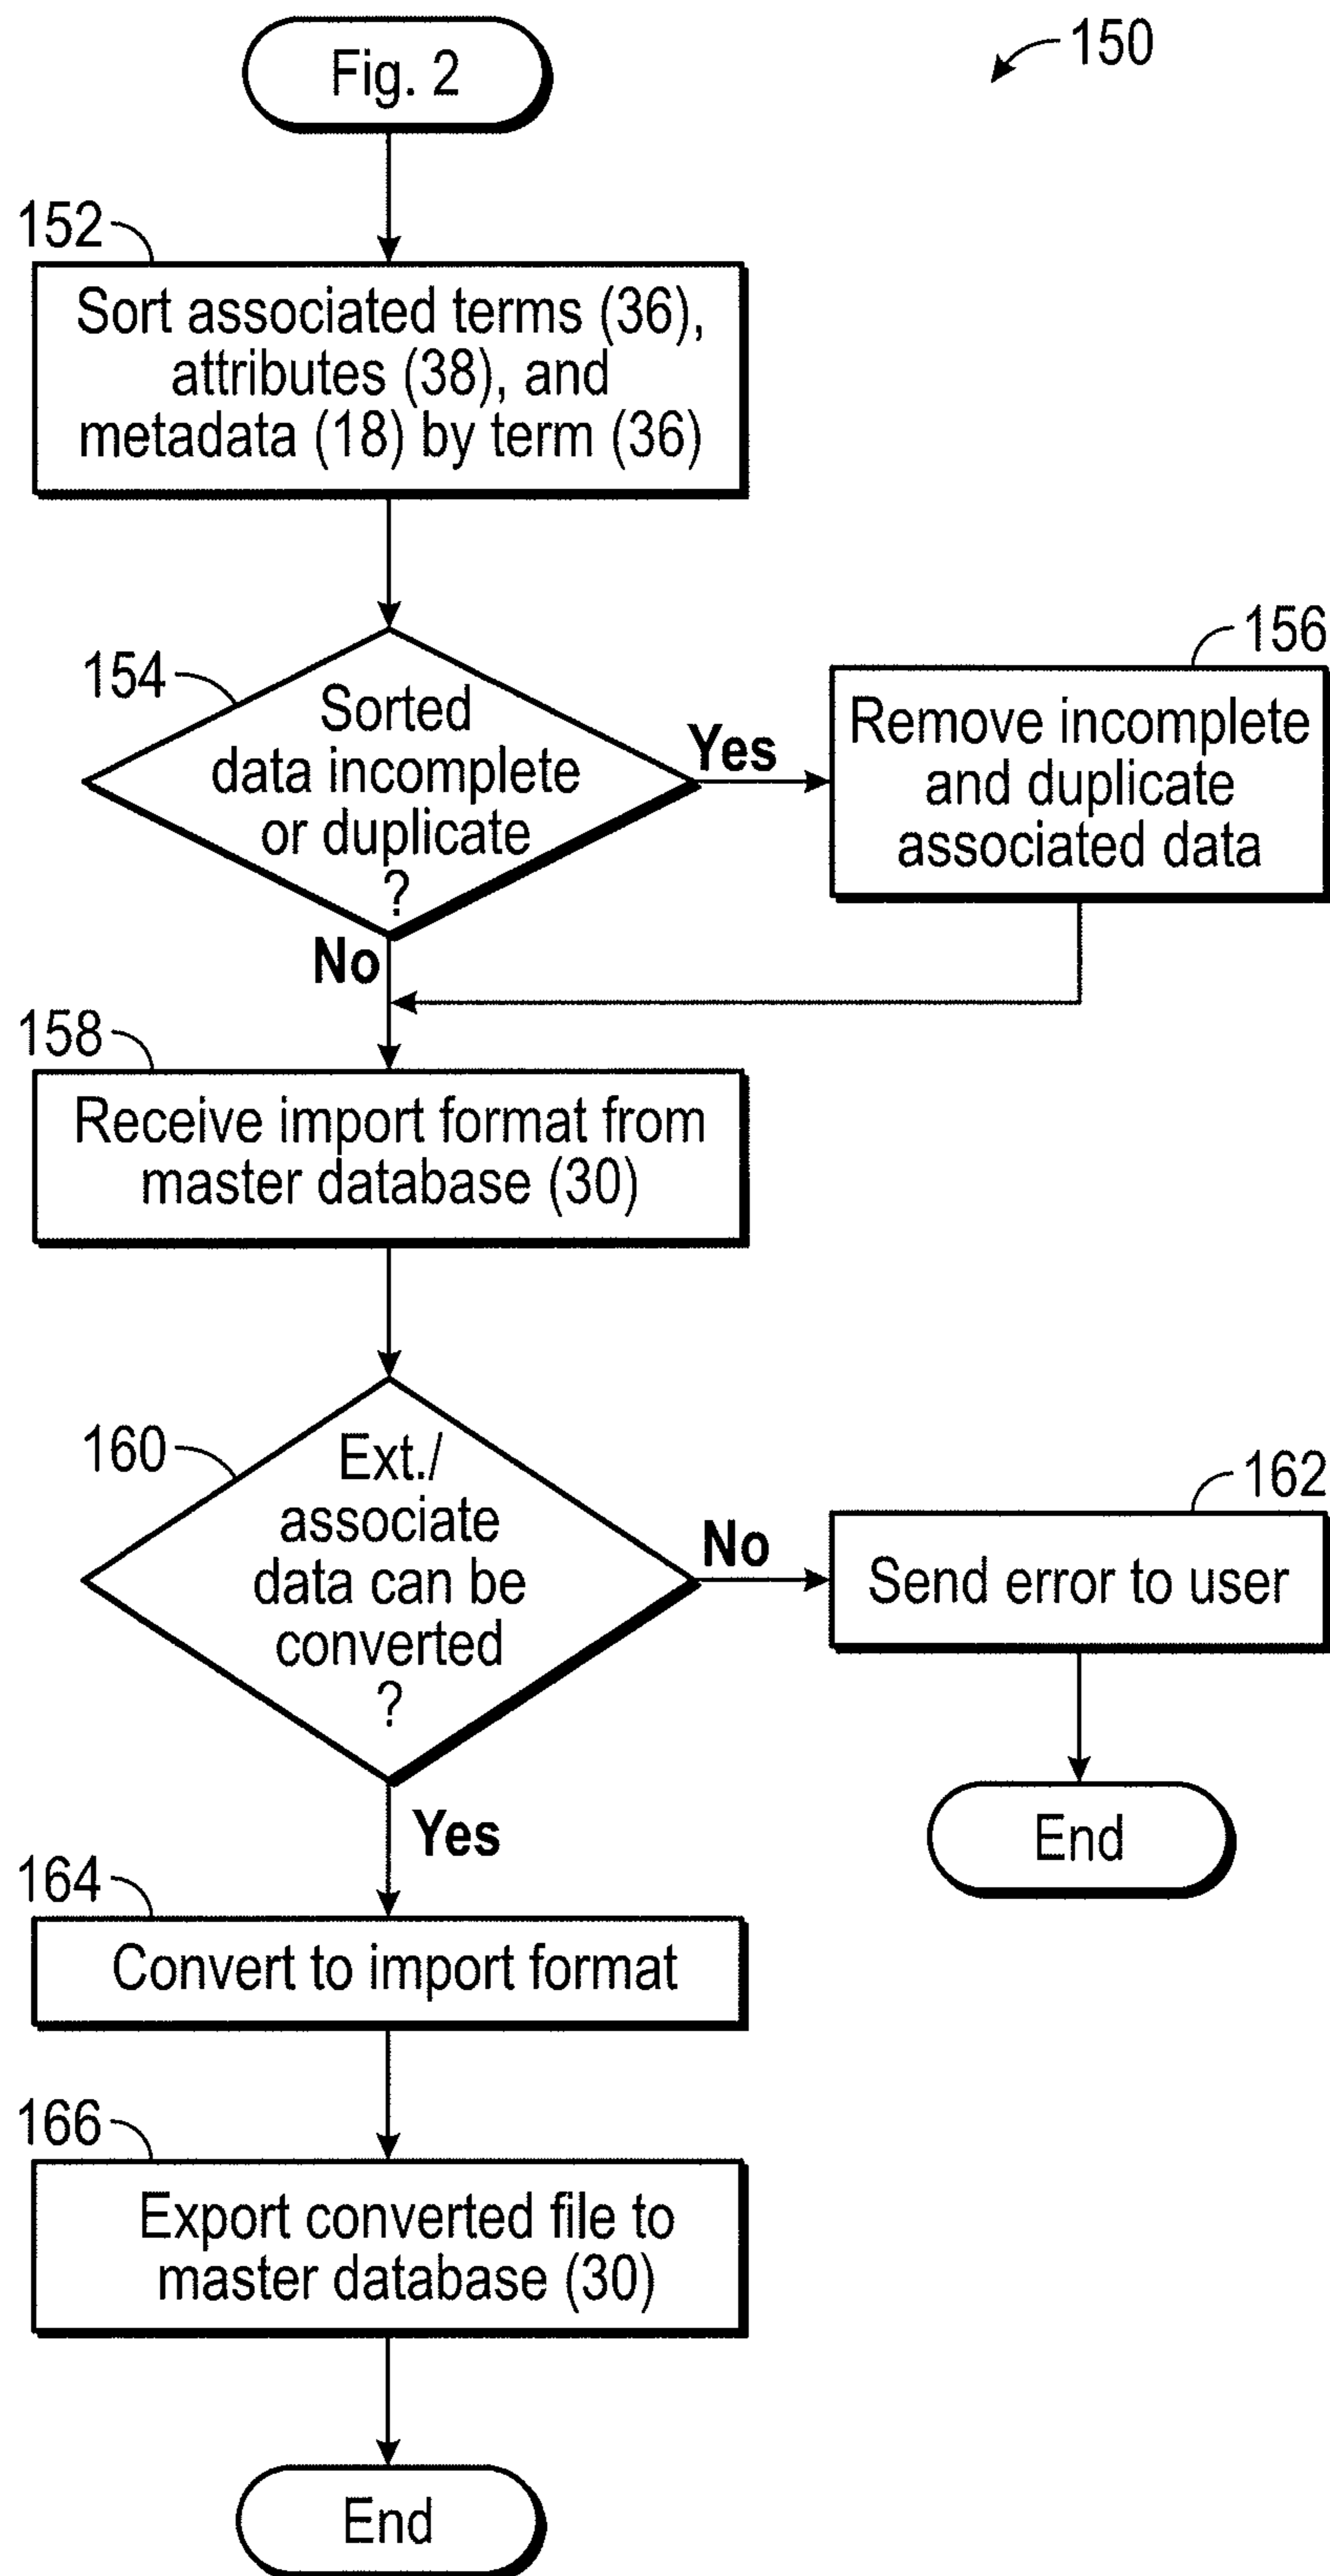 Fig. 2
150
152
Sort associated terms (36),
attributes (38), and
metadata (18) by term (36)
154
Sorted
data incomplete
or duplicate
?
Yes
156
Remove incomplete
and duplicate
associated data
No
158
Receive import format from
master database (30)
160
Ext./
associate
data can be
converted
?
No
162
Send error to user
End
Yes
164
Convert to import format
166
Export converted file to
master database (30)
End